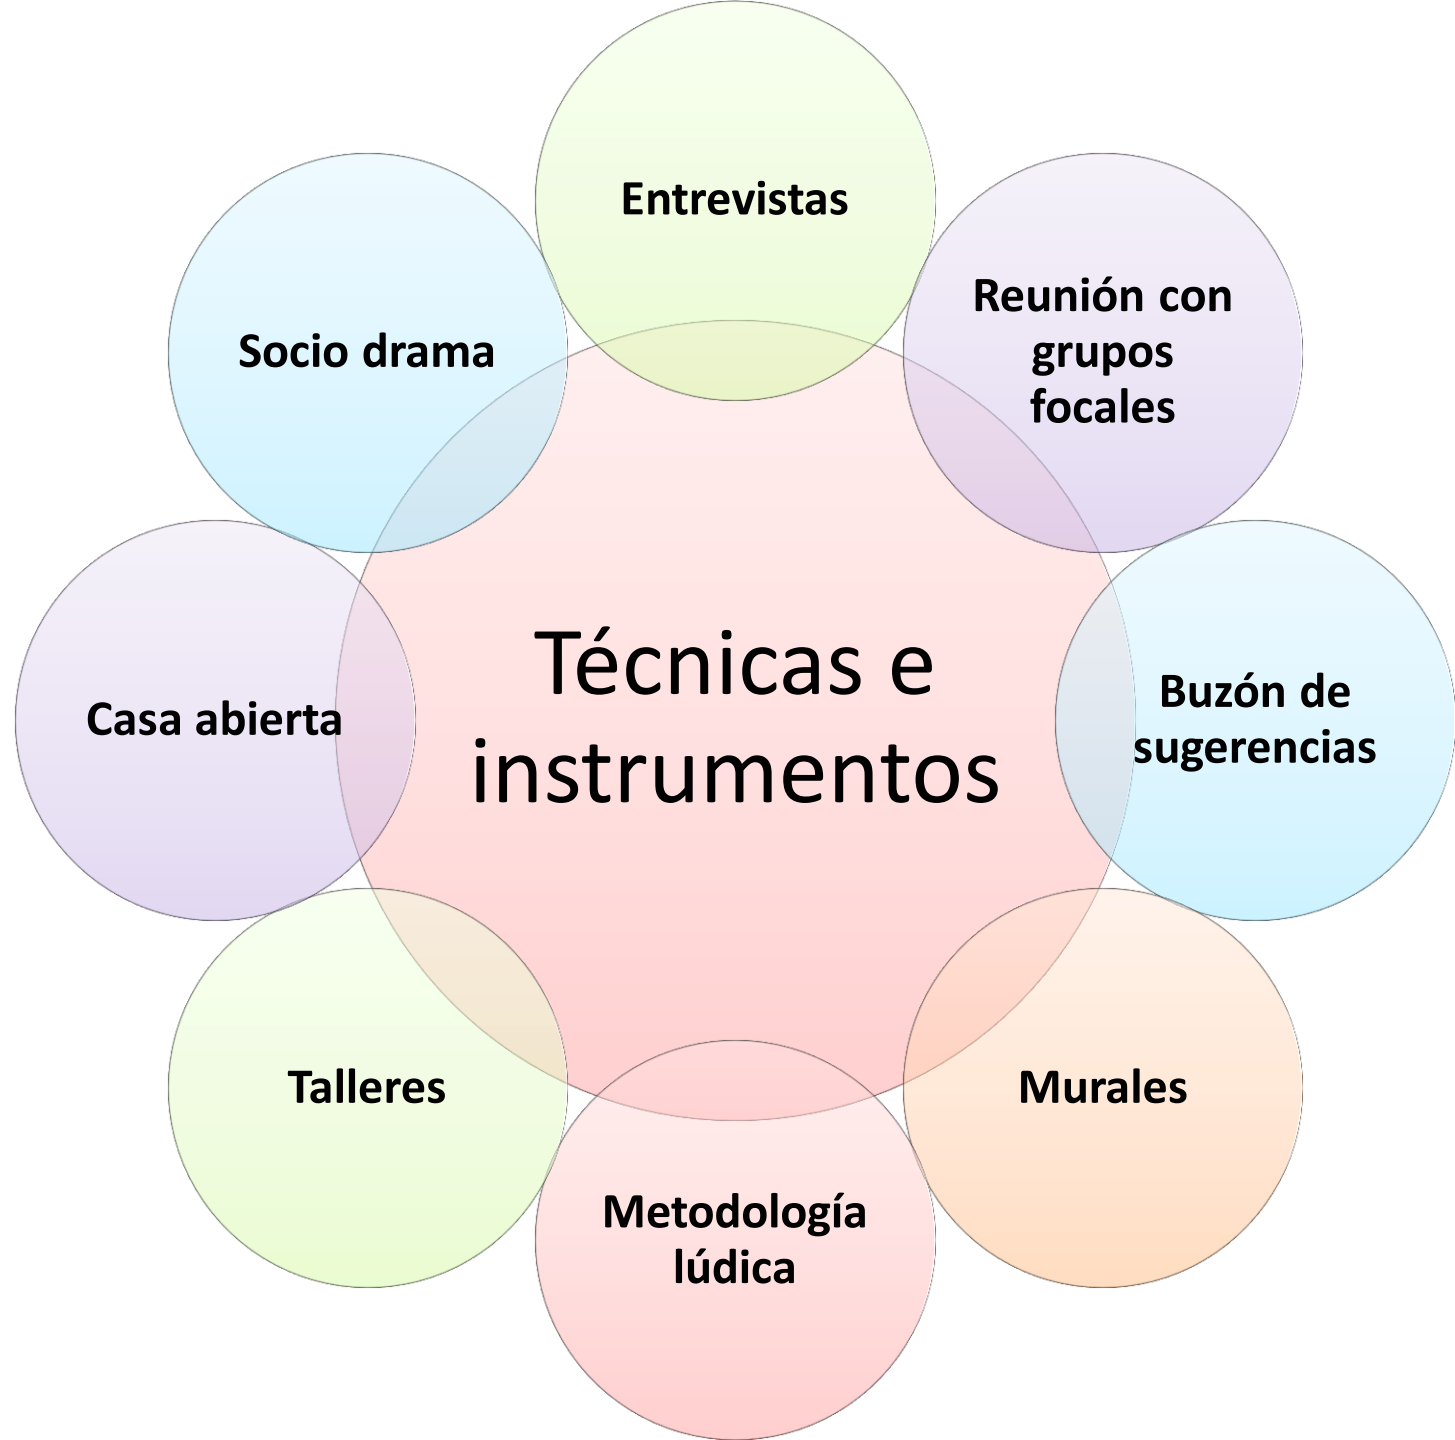 Entrevistas
Reunión con
grupos
focales
Buzón de
sugerencias
Murales
Metodología
lúdica
Talleres
Casa abierta
Socio drama
Técnicas e
instrumentos